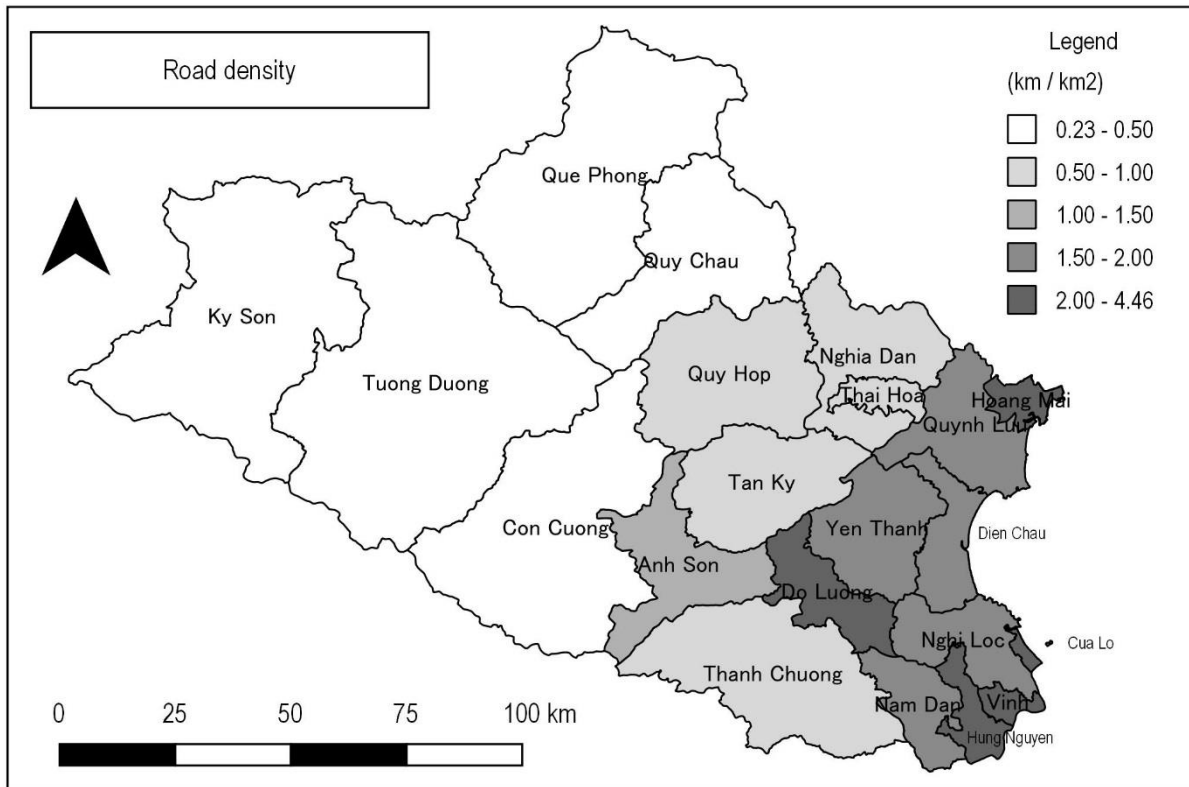 Road density
Legend
(km / km2)
0.23 - 0.50
0.50 - 1.00
1.00 - 1.50
1.50 - 2.00
2.00 - 4.46
Que Phong
Quy Chau
Ky Son
Tuong Duong
Quy Hop
Nghia Dan
Thai Hoa
Hoang Mai
Quynh Luu
Tan Ky
Con Cuong
Yen Thanh
Dien Chau
Anh Son
Do Luong
Nghi Loc
Cua Lo
Thanh Chuong
Nam Dan
Vinh
Hung Nguyen
0 25 50 75 100 km